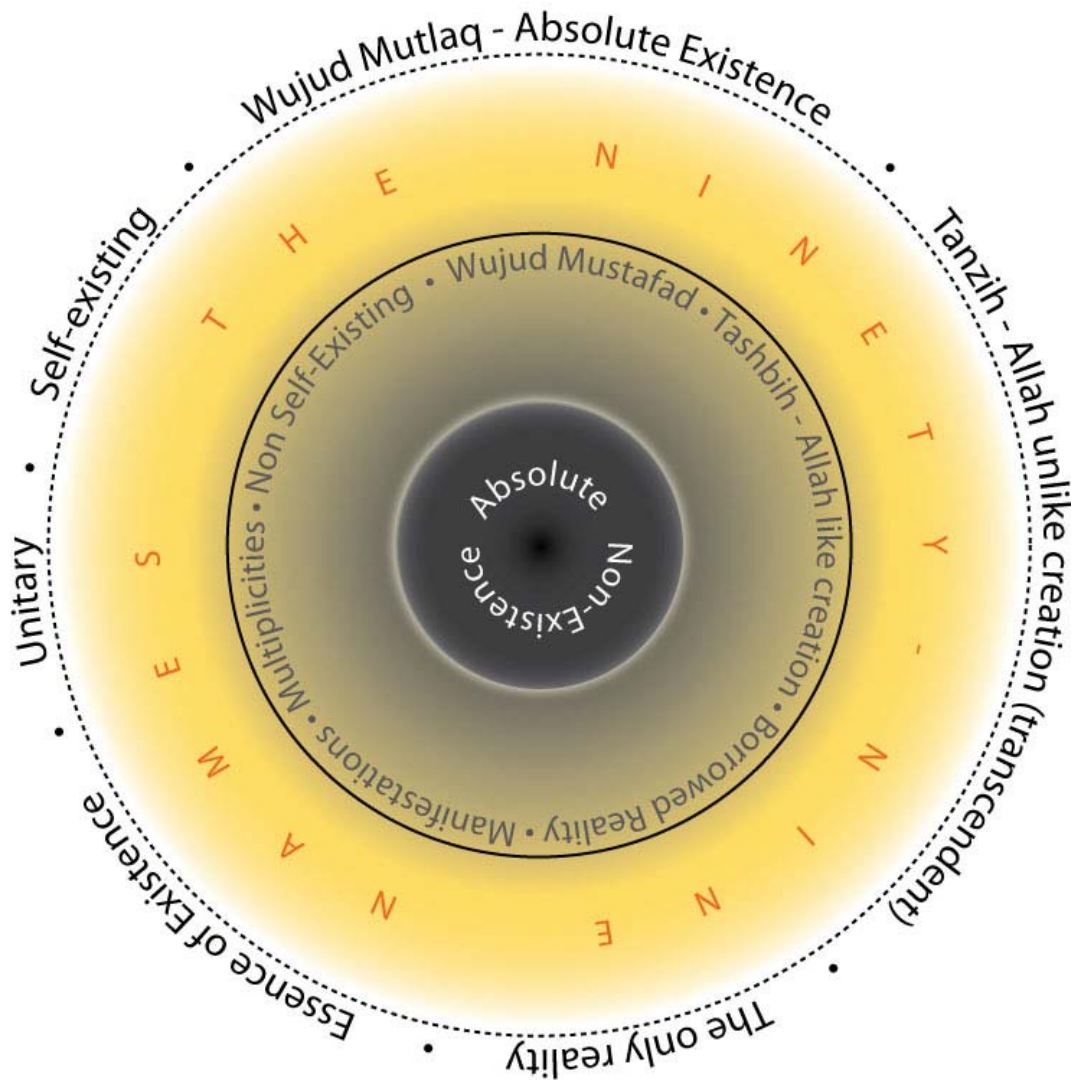 Wujud Mutlaq - Absolute Existence • Tanzih - Allah unlike creation (transcendent) • The only reality • Essence of Existence • Unitary • Self-existing •
THE NINETY-NINE NAMES
Wujud Mustafad • Tashbih - Allah like creation • Borrowed Reality • Manifestations • Multiplicities • Non Self-Existing •
Absolute Non-Existence